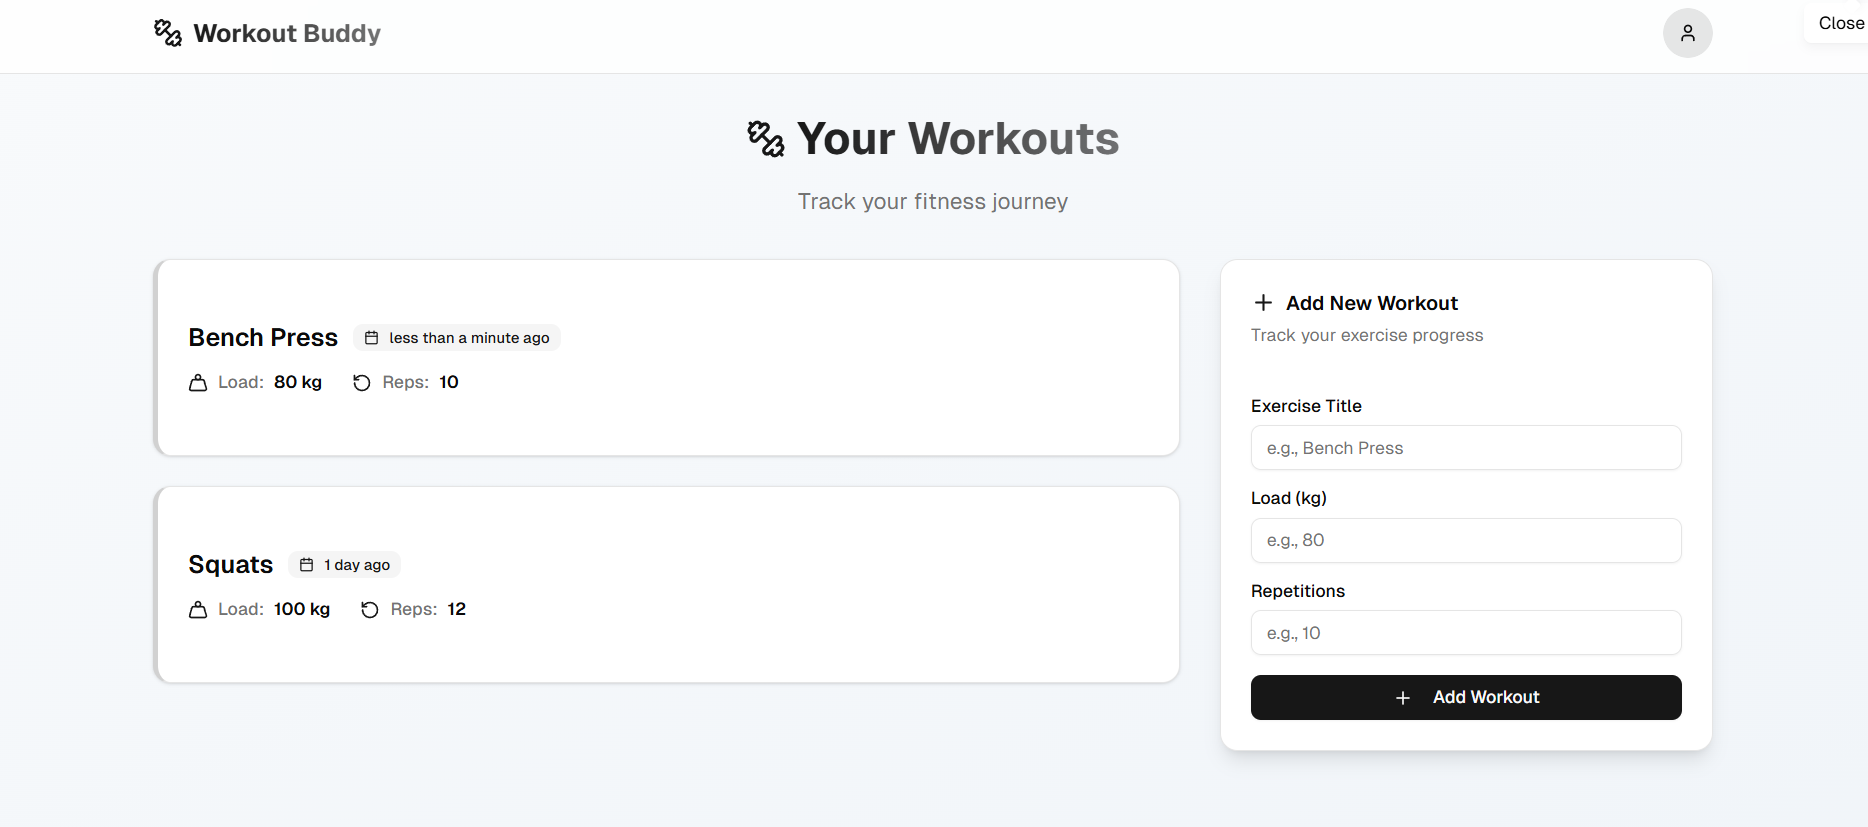 Workout Buddy
Close
Your Workouts
Track your fitness journey
Bench Press less than a minute ago
Load: 80 kg Reps: 10
Squats 1 day ago
Load: 100 kg Reps: 12
Add New Workout
Track your exercise progress
Exercise Title
e.g., Bench Press
Load (kg)
e.g., 80
Repetitions
e.g., 10
Add Workout